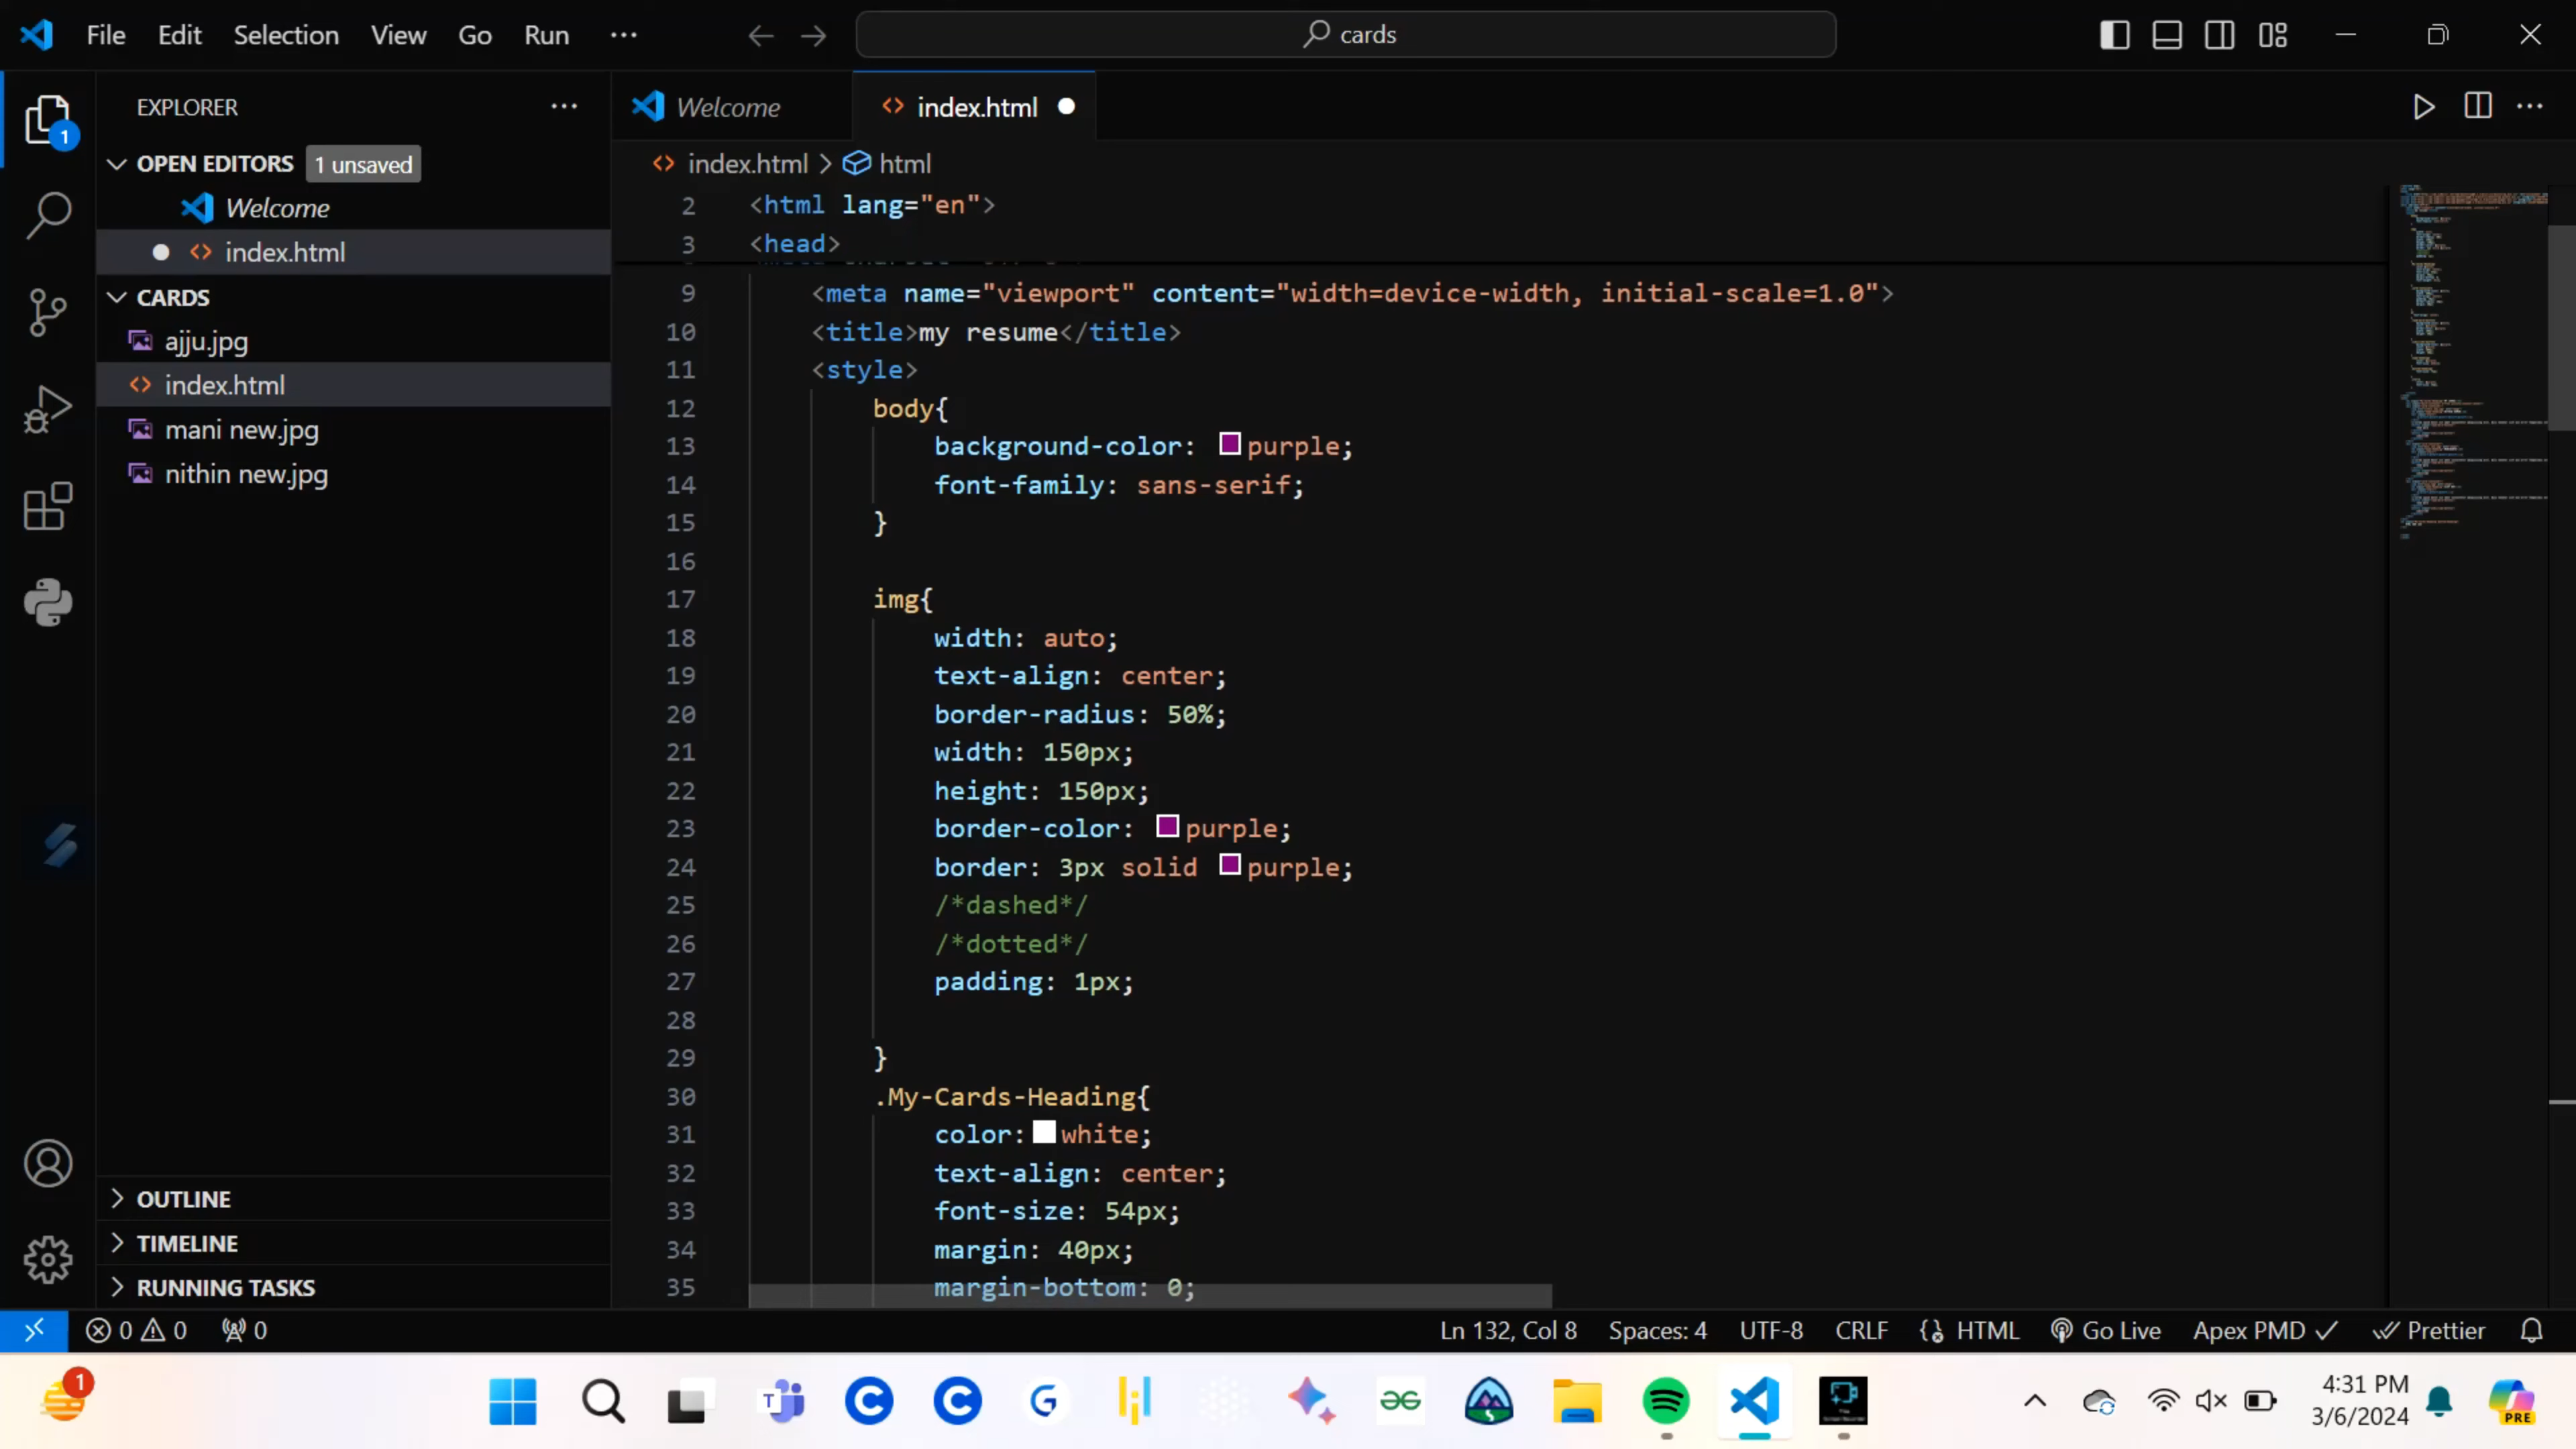 File Edit Selection View Go Run ··· cards
EXPLORER ···
OPEN EDITORS 1 unsaved
Welcome
index.html
CARDS
ajju.jpg
index.html
mani new.jpg
nithin new.jpg
OUTLINE
TIMELINE
RUNNING TASKS
1
Welcome index.html
index.html > html
2 <html lang="en">
3 <head>
9 <meta name="viewport" content="width=device-width, initial-scale=1.0">
10 <title>my resume</title>
11 <style>
12 body{
13 background-color: purple;
14 font-family: sans-serif;
15 }
16
17 img{
18 width: auto;
19 text-align: center;
20 border-radius: 50%;
21 width: 150px;
22 height: 150px;
23 border-color: purple;
24 border: 3px solid purple;
25 /*dashed*/
26 /*dotted*/
27 padding: 1px;
28
29 }
30 .My-Cards-Heading{
31 color: white;
32 text-align: center;
33 font-size: 54px;
34 margin: 40px;
35 margin-bottom: 0;
0 0 0 Ln 132, Col 8 Spaces: 4 UTF-8 CRLF HTML Go Live Apex PMD Prettier
1 4:31 PM
3/6/2024
PRE